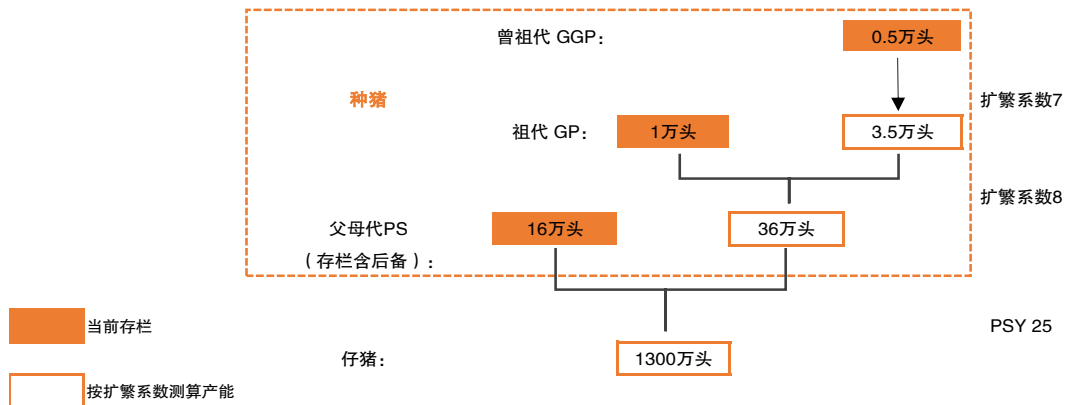 曾祖代 GGP：
0.5万头
种猪
扩繁系数7
祖代 GP：
1万头
3.5万头
扩繁系数8
父母代PS
（存栏含后备）：
16万头
36万头
当前存栏
PSY 25
仔猪：
1300万头
按扩繁系数测算产能